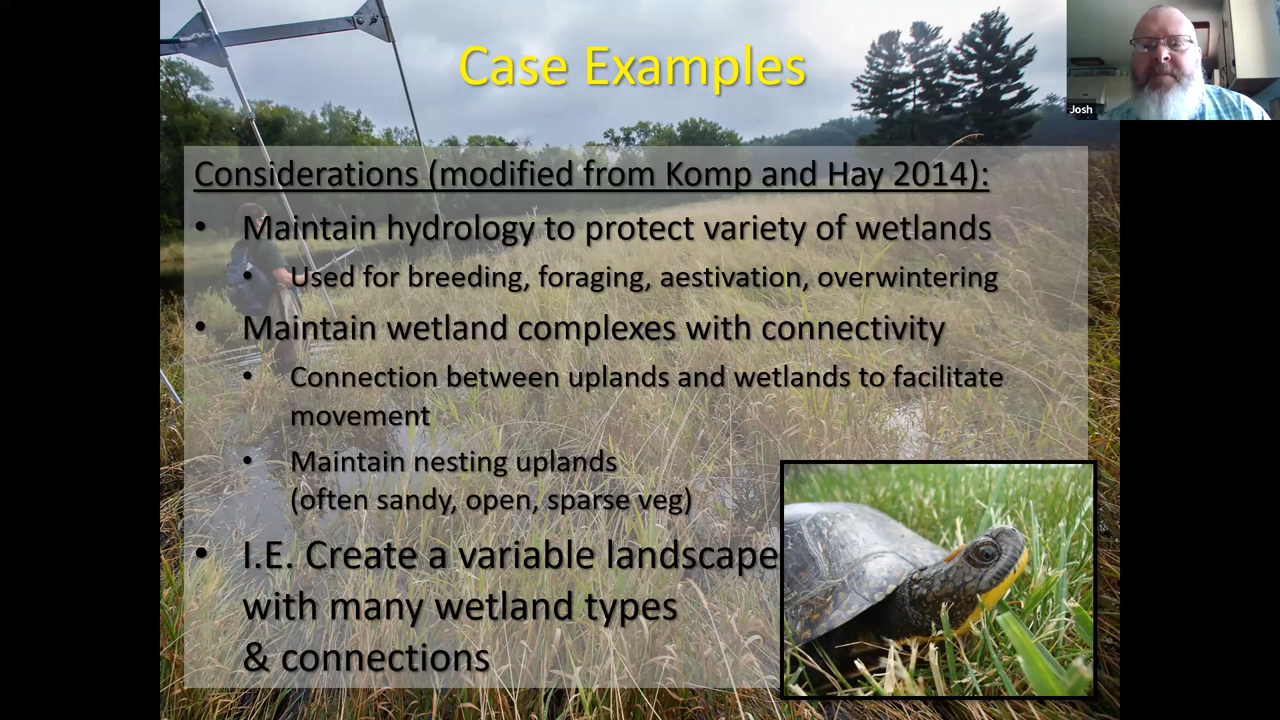 Case Examples
Josh
Considerations (modified from Komp and Hay 2014):
• Maintain hydrology to protect variety of wetlands
• Used for breeding, foraging, aestivation, overwintering
• Maintain wetland complexes with connectivity
• Connection between uplands and wetlands to facilitate
movement
• Maintain nesting uplands
(often sandy, open, sparse veg)
• I.E. Create a variable landscape
with many wetland types
& connections